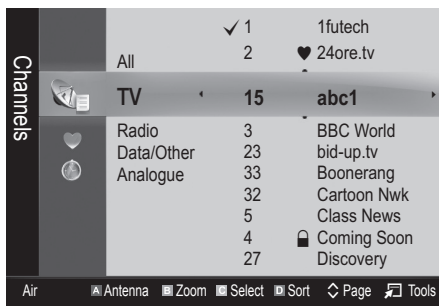 Channels
All
TV
Radio
Data/Other
Analogue
1 1futech
2 24ore.tv
15 abc1
3 BBC World
23 bid-up.tv
33 Boonerang
32 Cartoon Nwk
5 Class News
4 Coming Soon
27 Discovery
Air A Antenna B Zoom C Select D Sort Page Tools